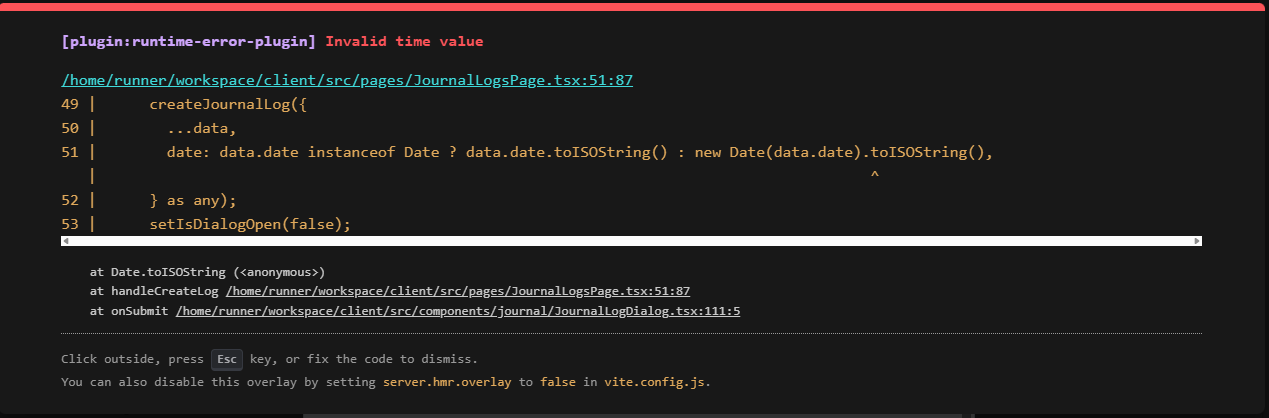 [plugin:runtime-error-plugin] Invalid time value
/home/runner/workspace/client/src/pages/JournalLogsPage.tsx:51:87
49 |      createJournalLog({
50 |        ...data,
51 |        date: data.date instanceof Date ? data.date.toISOString() : new Date(data.date).toISOString(),
   |                                                                                        ^
52 |      } as any);
53 |      setIsDialogOpen(false);
at Date.toISOString (<anonymous>)
at handleCreateLog /home/runner/workspace/client/src/pages/JournalLogsPage.tsx:51:87
at onSubmit /home/runner/workspace/client/src/components/journal/JournalLogDialog.tsx:111:5
Click outside, press Esc key, or fix the code to dismiss.
You can also disable this overlay by setting server.hmr.overlay to false in vite.config.js.